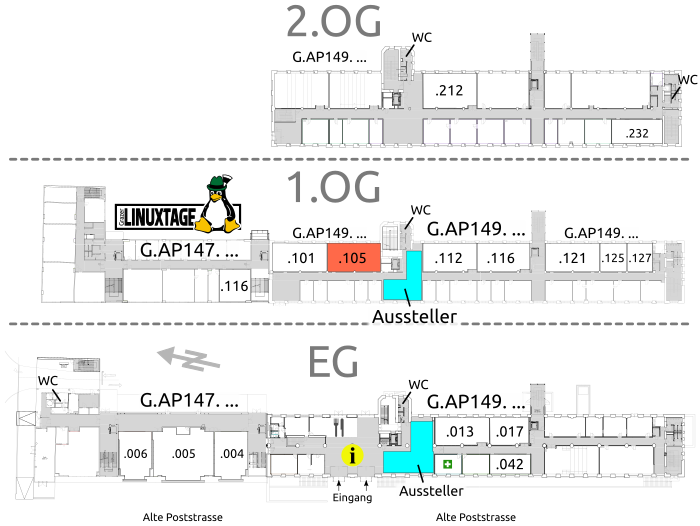 2.OG
WC
G.AP149. ...
WC
.212
.232
Grazer
LINUXTAGE
1.OG
WC
G.AP149. ...
G.AP149. ...
G.AP149. ...
G.AP147. ...
.101
.105
.112
.116
.121
.125
.127
.116
Aussteller
EG
WC
WC
G.AP147. ...
G.AP149. ...
.013
.017
.006
.005
.004
i
.042
Eingang
Aussteller
Alte Poststrasse
Alte Poststrasse